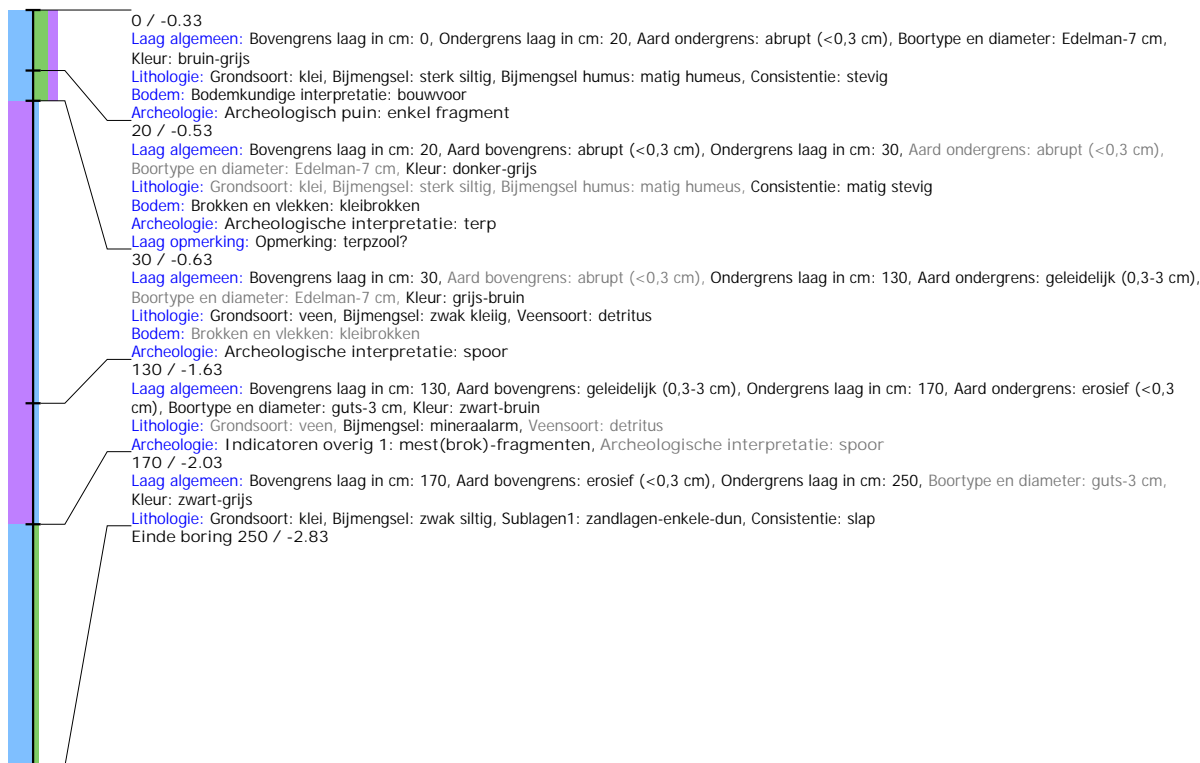 0 / -0.33
Laag algemeen: Bovengrens laag in cm: 0, Ondergrens laag in cm: 20, Aard ondergrens: abrupt (<0,3 cm), Boortype en diameter: Edelman-7 cm,
Kleur: bruin-grijs
Lithologie: Grondsoort: klei, Bijmengsel: sterk siltig, Bijmengsel humus: matig humeus, Consistentie: stevig
Bodem: Bodemkundige interpretatie: bouwvoor
Archeologie: Archeologisch puin: enkel fragment
20 / -0.53
Laag algemeen: Bovengrens laag in cm: 20, Aard bovengrens: abrupt (<0,3 cm), Ondergrens laag in cm: 30, Aard ondergrens: abrupt (<0,3 cm),
Boortype en diameter: Edelman-7 cm, Kleur: donker-grijs
Lithologie: Grondsoort: klei, Bijmengsel: sterk siltig, Bijmengsel humus: matig humeus, Consistentie: matig stevig
Bodem: Brokken en vlekken: kleibrokken
Archeologie: Archeologische interpretatie: terp
Laag opmerking: Opmerking: terpzool?
30 / -0.63
Laag algemeen: Bovengrens laag in cm: 30, Aard bovengrens: abrupt (<0,3 cm), Ondergrens laag in cm: 130, Aard ondergrens: geleidelijk (0,3-3 cm),
Boortype en diameter: Edelman-7 cm, Kleur: grijs-bruin
Lithologie: Grondsoort: veen, Bijmengsel: zwak kleiig, Veensoort: detritus
Bodem: Brokken en vlekken: kleibrokken
Archeologie: Archeologische interpretatie: spoor
130 / -1.63
Laag algemeen: Bovengrens laag in cm: 130, Aard bovengrens: geleidelijk (0,3-3 cm), Ondergrens laag in cm: 170, Aard ondergrens: erosief (<0,3
cm), Boortype en diameter: guts-3 cm, Kleur: zwart-bruin
Lithologie: Grondsoort: veen, Bijmengsel: mineraalarm, Veensoort: detritus
Archeologie: Indicatoren overig 1: mest(brok)-fragmenten, Archeologische interpretatie: spoor
170 / -2.03
Laag algemeen: Bovengrens laag in cm: 170, Aard bovengrens: erosief (<0,3 cm), Ondergrens laag in cm: 250, Boortype en diameter: guts-3 cm,
Kleur: zwart-grijs
Lithologie: Grondsoort: klei, Bijmengsel: zwak siltig, Sublagen1: zandlagen-enkele-dun, Consistentie: slap
Einde boring 250 / -2.83